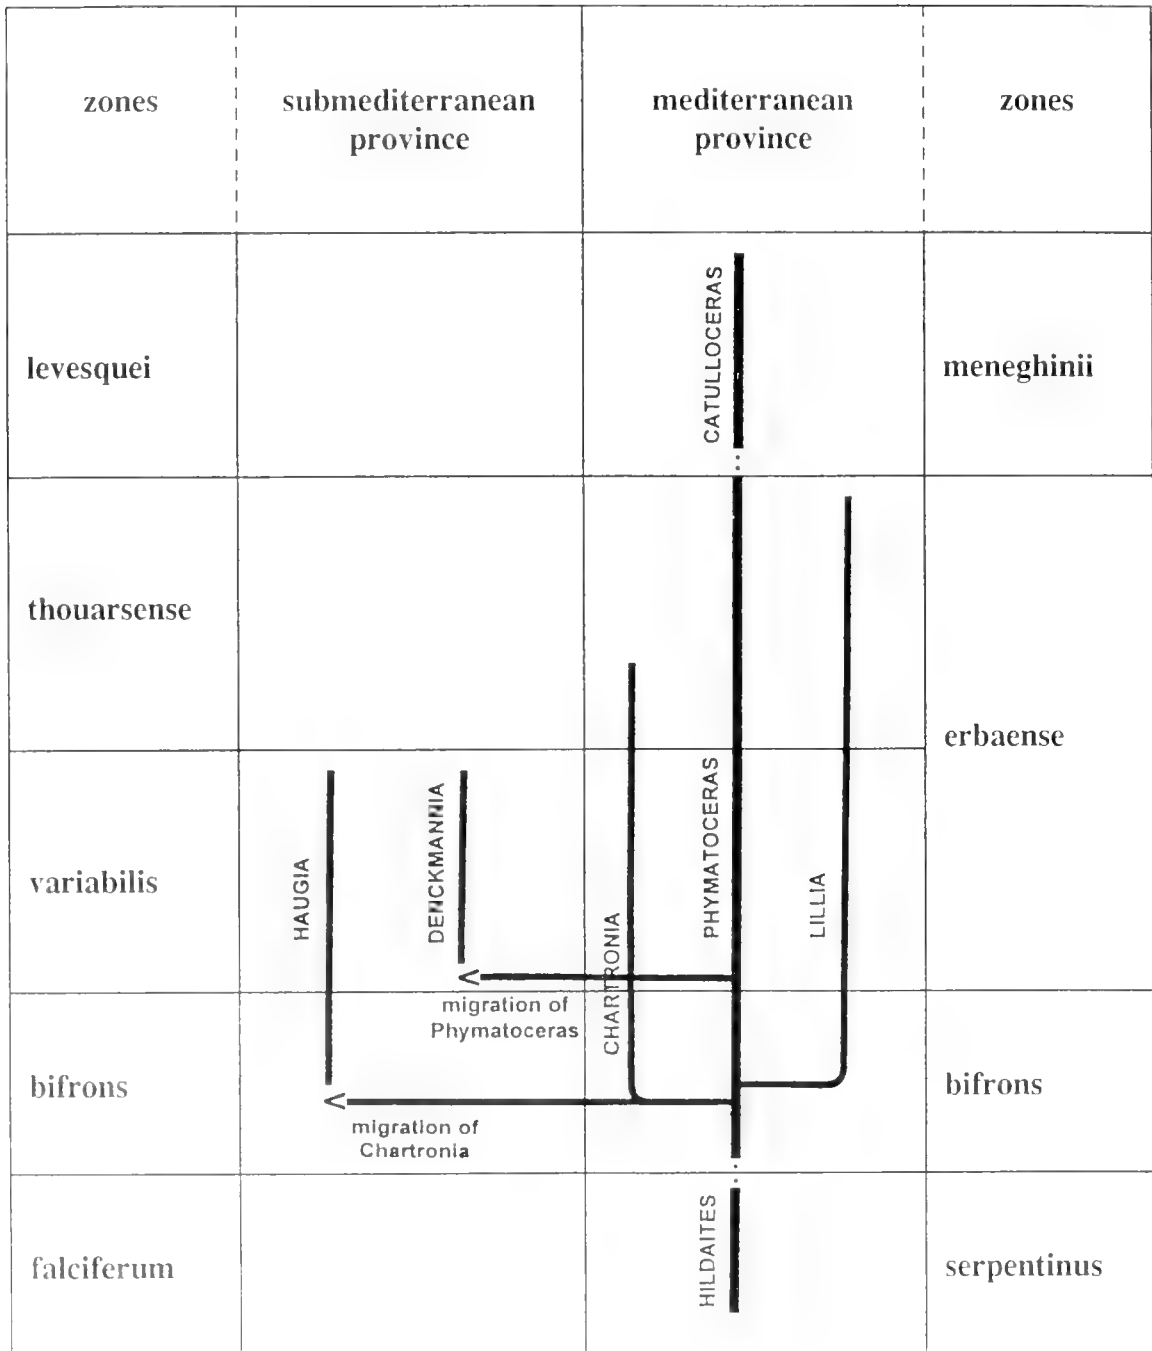 zones
submediterranean
province
mediterranean
province
zones
levesquei
CATULLOCERAS
meneghinii
thouarsense
erbaense
variabilis
HAUGIA
DENCKMANNIA
CHARTRONIA
PHYMATOCERAS
LILLIA
migration of
Phymatoceras
bifrons
bifrons
migration of
Chartronia
falciferum
HILDAITES
serpentinus